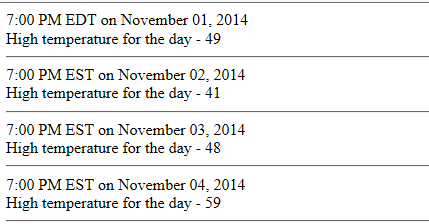 7:00 PM EDT on November 01, 2014
High temperature for the day - 49
7:00 PM EST on November 02, 2014
High temperature for the day - 41
7:00 PM EST on November 03, 2014
High temperature for the day - 48
7:00 PM EST on November 04, 2014
High temperature for the day - 59